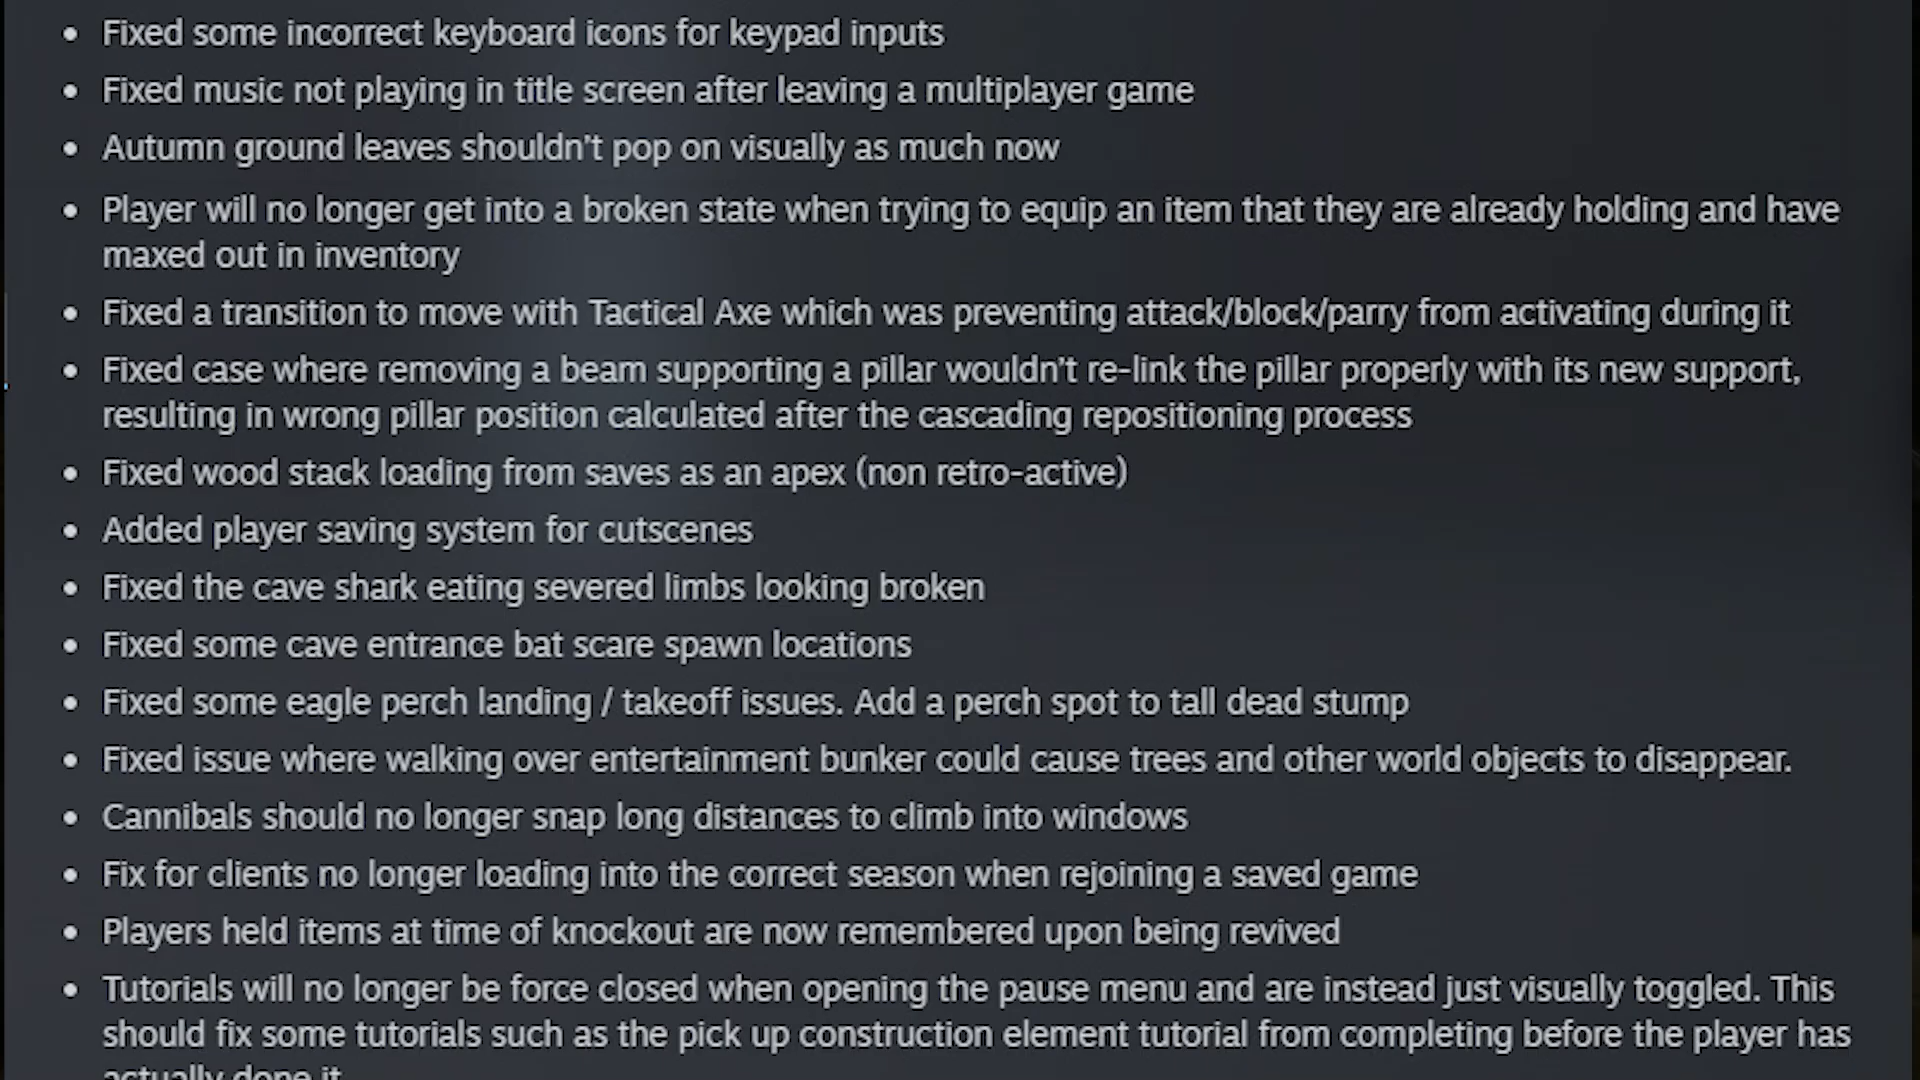 • Fixed some incorrect keyboard icons for keypad inputs
• Fixed music not playing in title screen after leaving a multiplayer game
• Autumn ground leaves shouldn't pop on visually as much now
• Player will no longer get into a broken state when trying to equip an item that they are already holding and have
maxed out in inventory
• Fixed a transition to move with Tactical Axe which was preventing attack/block/parry from activating during it
• Fixed case where removing a beam supporting a pillar wouldn't re-link the pillar properly with its new support,
resulting in wrong pillar position calculated after the cascading repositioning process
• Fixed wood stack loading from saves as an apex (non retro-active)
• Added player saving system for cutscenes
• Fixed the cave shark eating severed limbs looking broken
• Fixed some cave entrance bat scare spawn locations
• Fixed some eagle perch landing / takeoff issues. Add a perch spot to tall dead stump
• Fixed issue where walking over entertainment bunker could cause trees and other world objects to disappear.
• Cannibals should no longer snap long distances to climb into windows
• Fix for clients no longer loading into the correct season when rejoining a saved game
• Players held items at time of knockout are now remembered upon being revived
• Tutorials will no longer be force closed when opening the pause menu and are instead just visually toggled. This
should fix some tutorials such as the pick up construction element tutorial from completing before the player has
actually done it